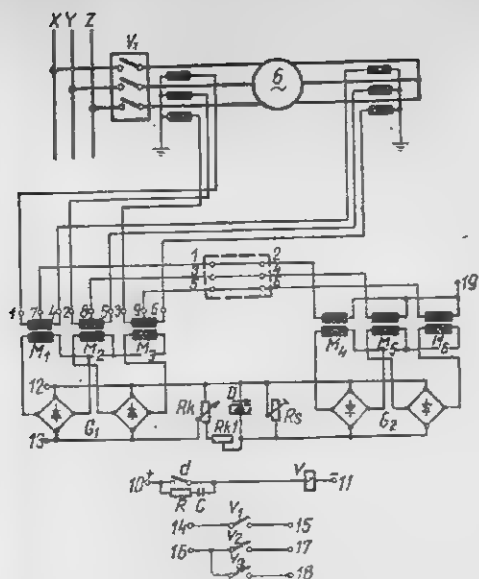 X Y Z
V₁
6
~
1 2
3 4
5 6
19
1 7 4 2 8 5 3 9 6
M₁ M₂ M₃
M₄ M₅ M₆
12
13
G₁
Rk
Rk1
D
Rs
G₂
10 + d V − 11
R C
14 V₁ 15
16 V₂ 17
V₃ 18